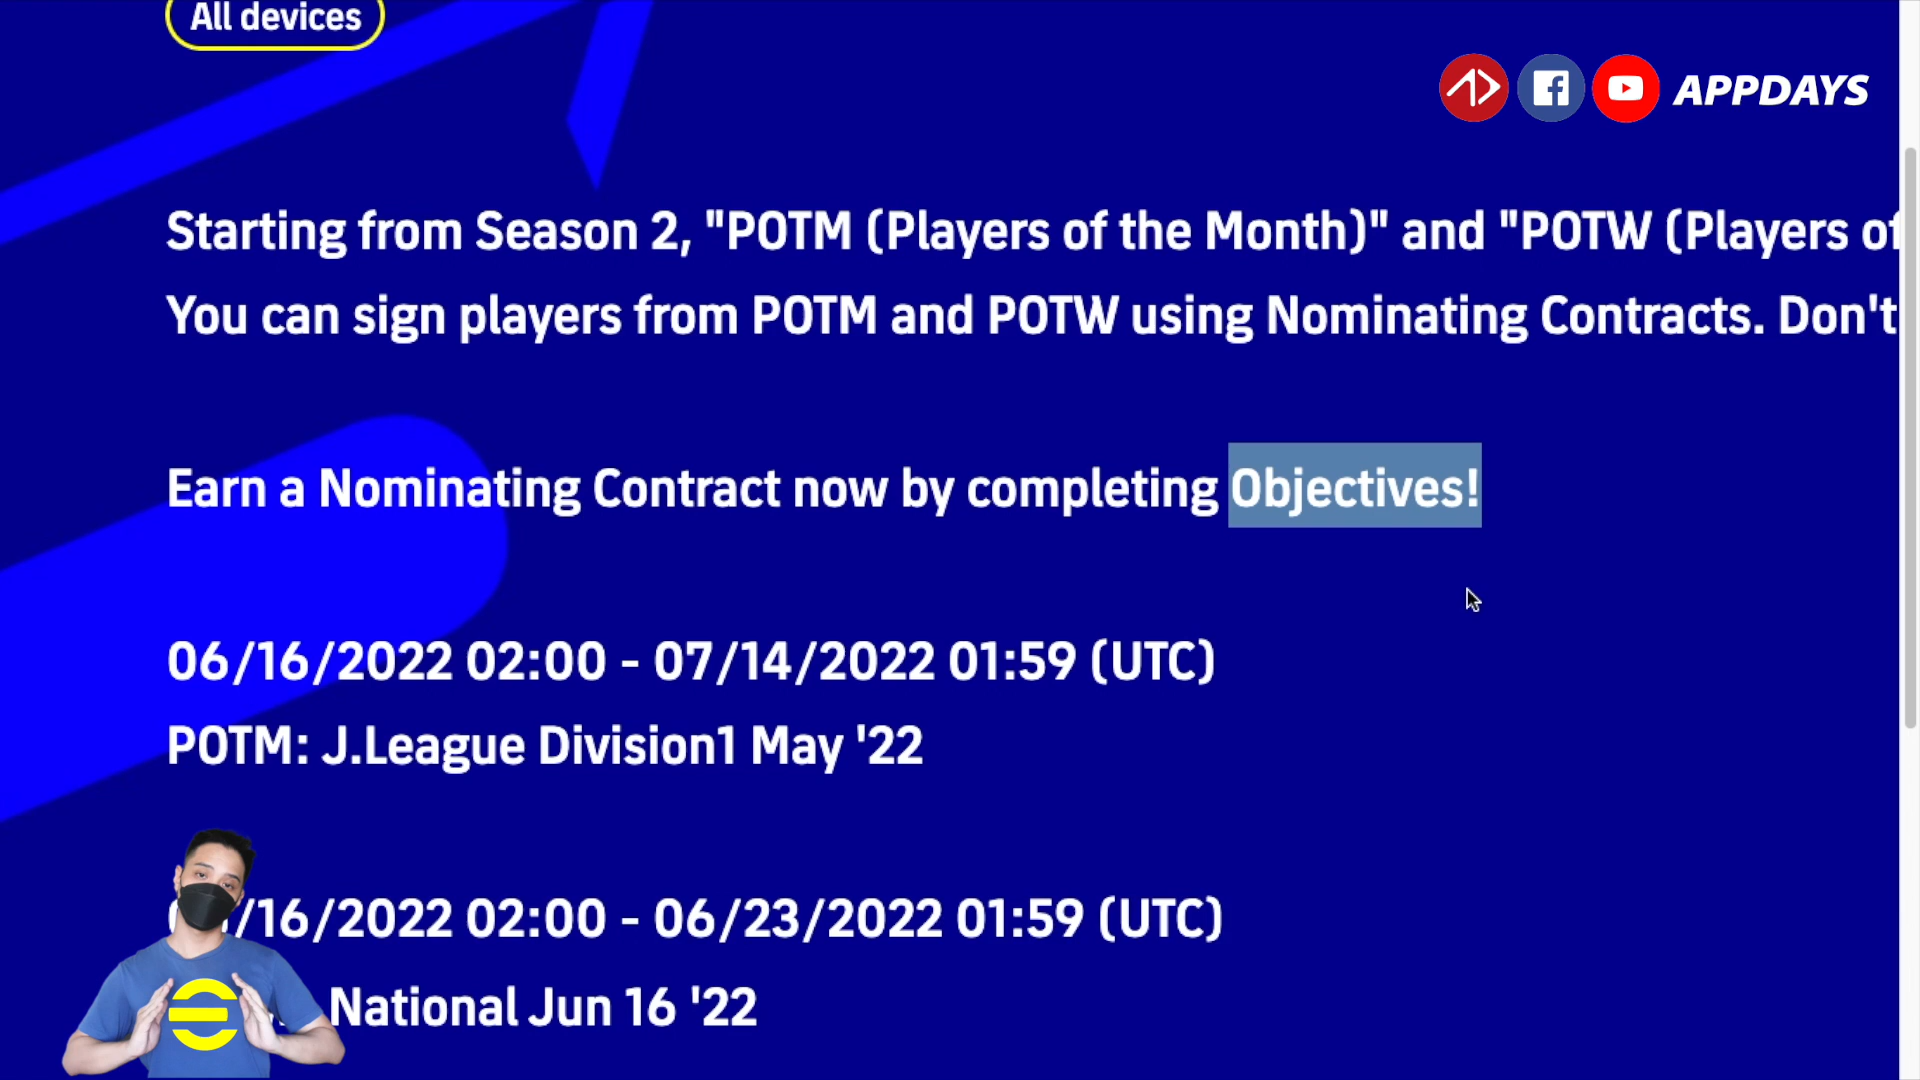 All devices
APPDAYS
Starting from Season 2, "POTM (Players of the Month)" and "POTW (Players of
You can sign players from POTM and POTW using Nominating Contracts. Don't
Earn a Nominating Contract now by completing Objectives!
06/16/2022 02:00 - 07/14/2022 01:59 (UTC)
POTM: J.League Division1 May '22
/16/2022 02:00 - 06/23/2022 01:59 (UTC)
National Jun 16 '22